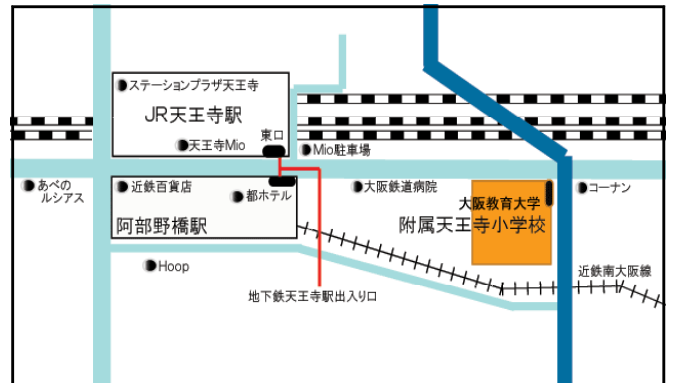 ステーションプラザ天王寺
JR天王寺駅
東口
天王寺Mio
Mio駐車場
あべの
ルシアス
近鉄百貨店
都ホテル
大阪鉄道病院
コーナン
大阪教育大学
附属天王寺小学校
阿部野橋駅
Hoop
近鉄南大阪線
地下鉄天王寺駅出入り口